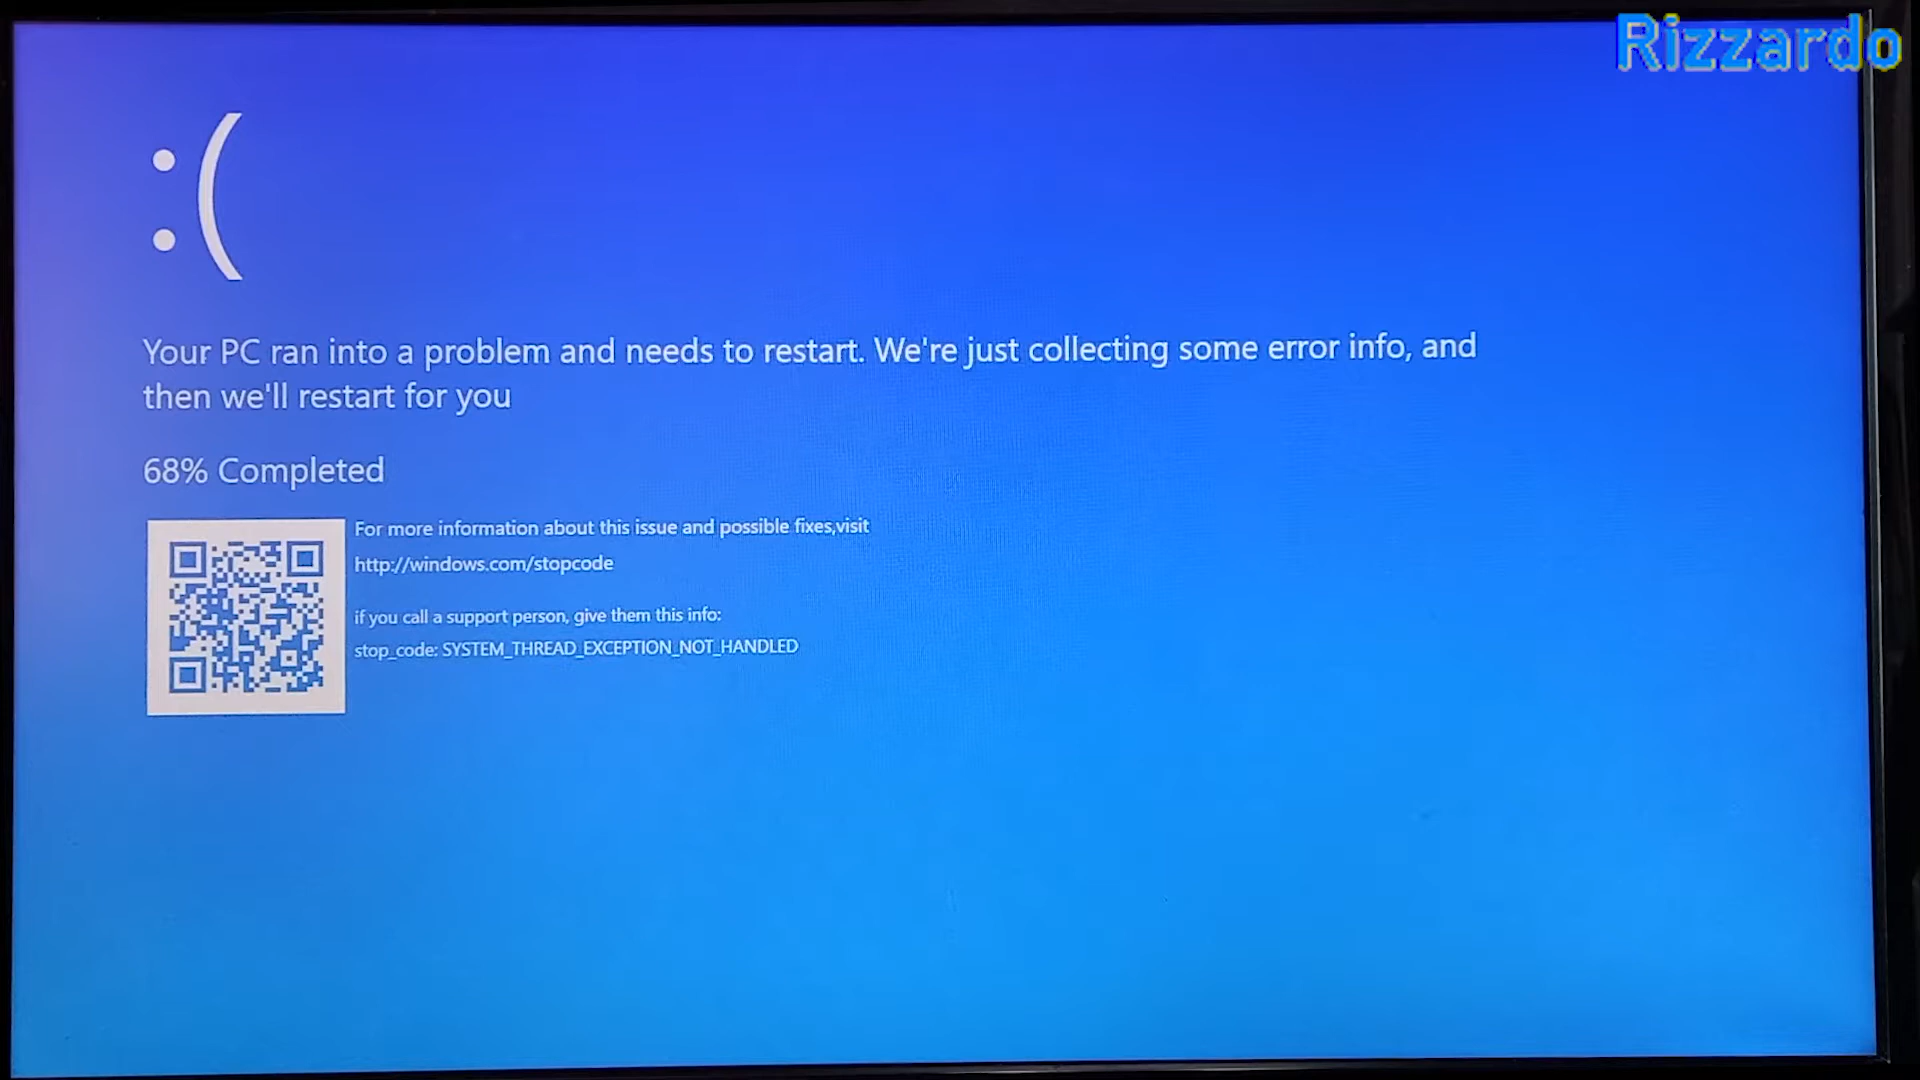 Rizzardo
:(
Your PC ran into a problem and needs to restart. We're just collecting some error info, and
then we'll restart for you
68% Completed
For more information about this issue and possible fixes,visit
http://windows.com/stopcode
if you call a support person, give them this info:
stop_code: SYSTEM_THREAD_EXCEPTION_NOT_HANDLED